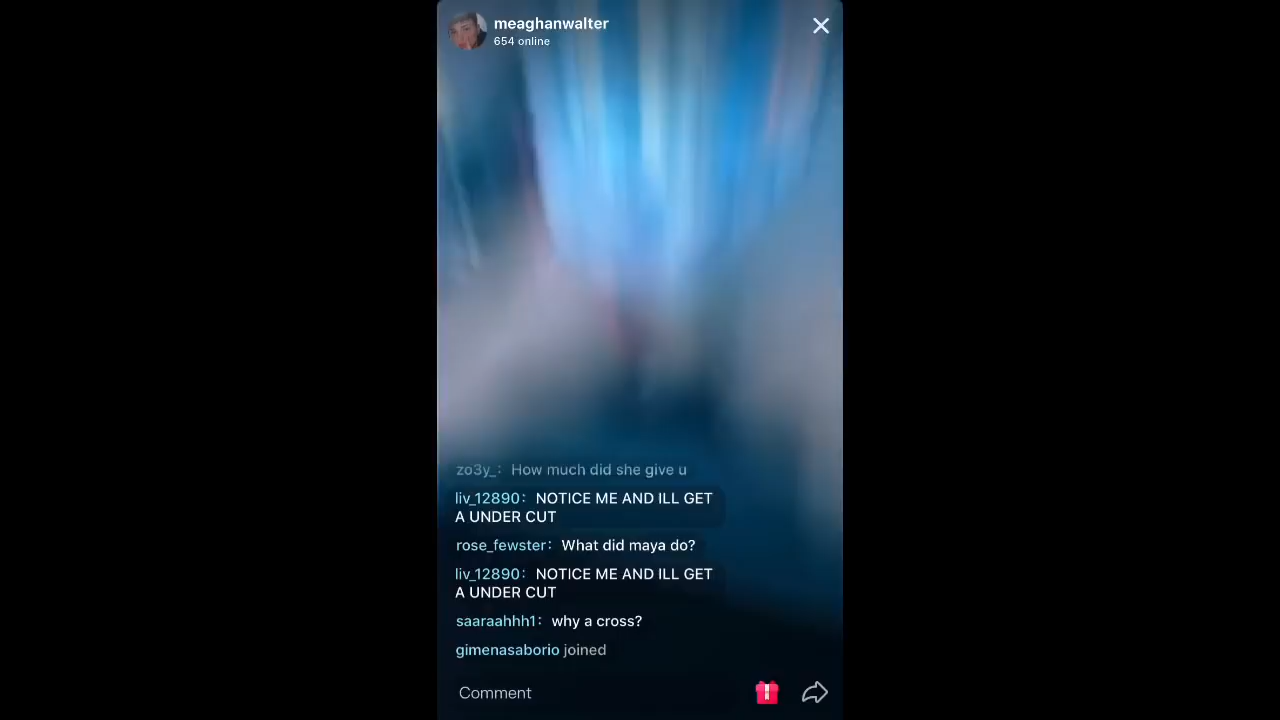 meaghanwalter
654 online
zo3y_: How much did she give u
liv_12890: NOTICE ME AND ILL GET
A UNDER CUT
rose_fewster: What did maya do?
liv_12890: NOTICE ME AND ILL GET
A UNDER CUT
saaraahhh1: why a cross?
gimenasaborio joined
Comment